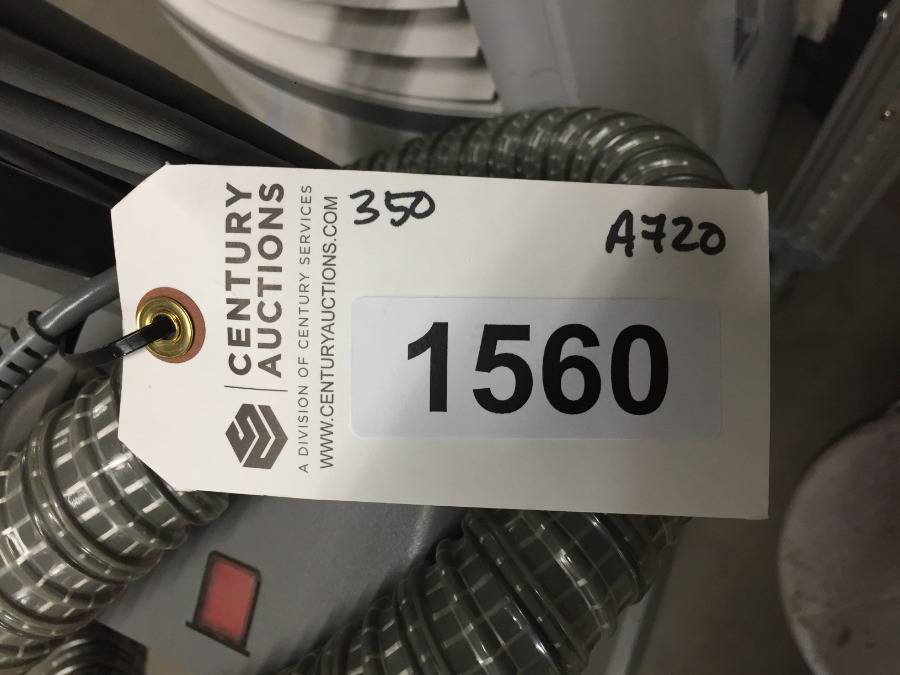 350
A720
1560
CENTURY
AUCTIONS
A DIVISION OF CENTURY SERVICES
WWW.CENTURYAUCTIONS.COM